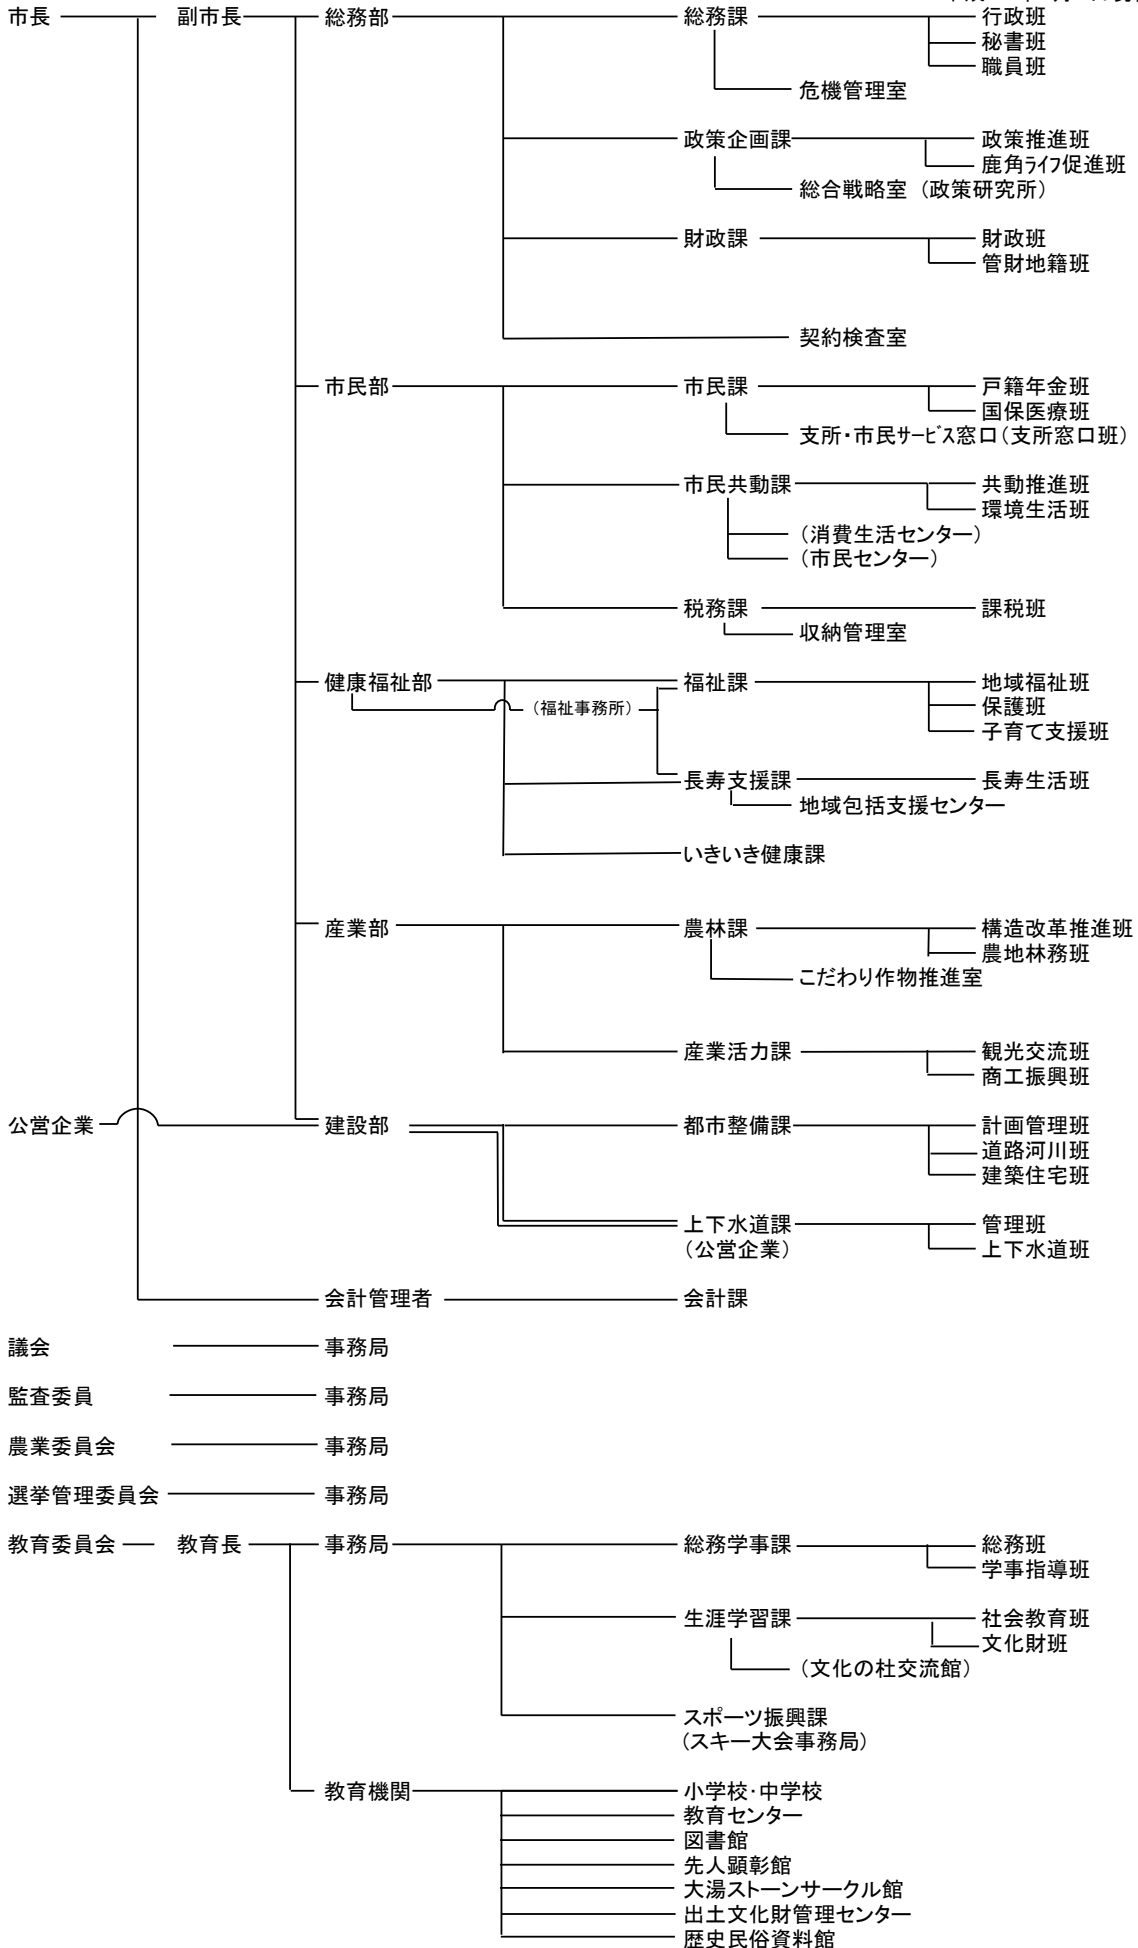 市長 副市長 総務部 総務課 行政班
秘書班
職員班
危機管理室
政策企画課 政策推進班
鹿角ライフ促進班
総合戦略室（政策研究所）
財政課 財政班
管財地籍班
契約検査室
市民部 市民課 戸籍年金班
国保医療班
支所・市民サービス窓口（支所窓口班）
市民共動課 共動推進班
環境生活班
（消費生活センター）
（市民センター）
税務課 課税班
収納管理室
健康福祉部 福祉課 地域福祉班
（福祉事務所） 保護班
子育て支援班
長寿支援課 長寿生活班
地域包括支援センター
いきいき健康課
産業部 農林課 構造改革推進班
農地林務班
こだわり作物推進室
産業活力課 観光交流班
商工振興班
公営企業 建設部 都市整備課 計画管理班
道路河川班
建築住宅班
上下水道課 管理班
（公営企業） 上下水道班
会計管理者 会計課
議会 事務局
監査委員 事務局
農業委員会 事務局
選挙管理委員会 事務局
教育委員会 教育長 事務局 総務学事課 総務班
学事指導班
生涯学習課 社会教育班
文化財班
（文化の杜交流館）
スポーツ振興課
（スキー大会事務局）
教育機関 小学校・中学校
教育センター
図書館
先人顕彰館
大湯ストーンサークル館
出土文化財管理センター
歴史民俗資料館